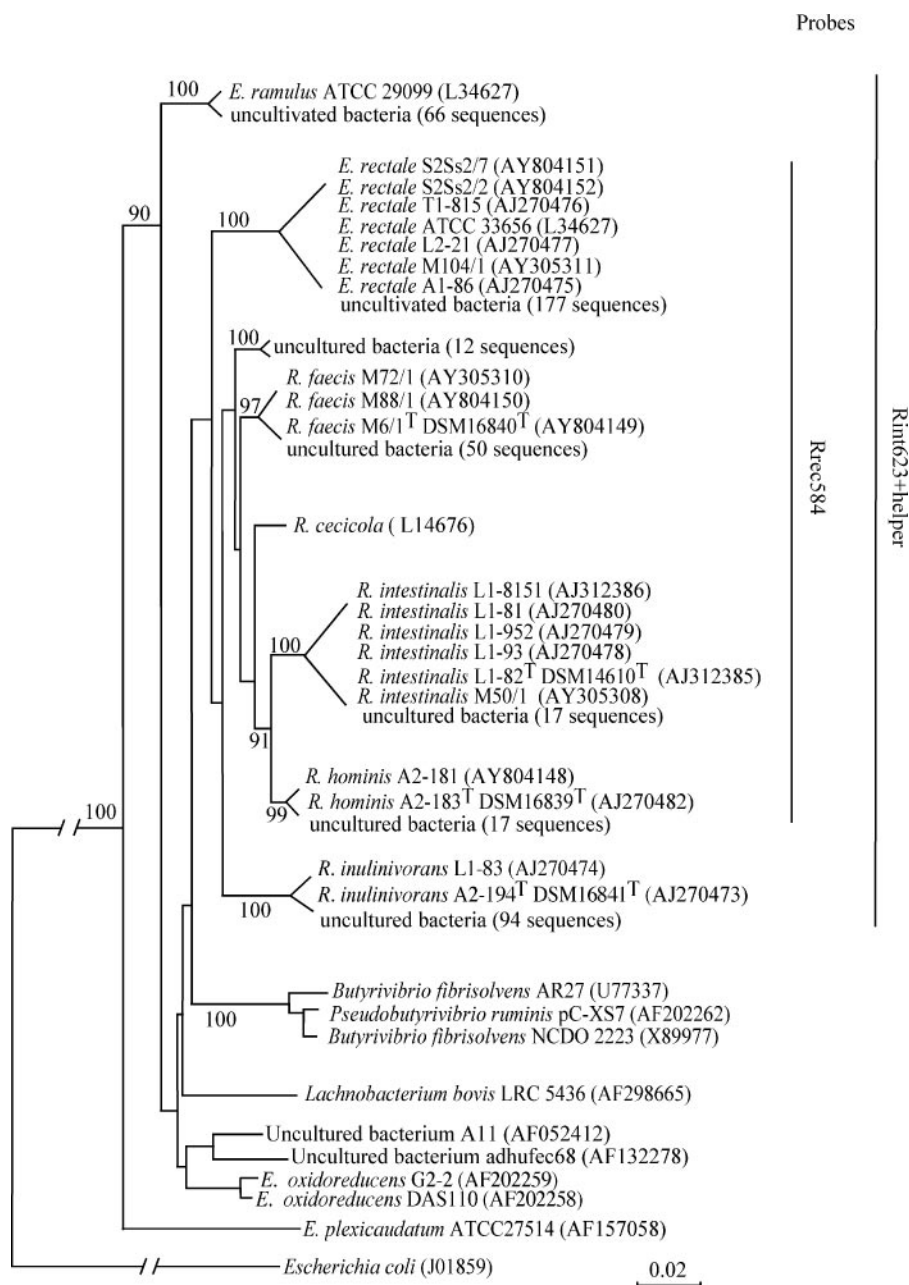 Probes
100
E. ramulus ATCC 29099 (L34627)
uncultivated bacteria (66 sequences)
90
100
E. rectale S2Ss2/7 (AY804151)
E. rectale S2Ss2/2 (AY804152)
E. rectale T1-815 (AJ270476)
E. rectale ATCC 33656 (L34627)
E. rectale L2-21 (AJ270477)
E. rectale M104/1 (AY305311)
E. rectale A1-86 (AJ270475)
uncultivated bacteria (177 sequences)
100
uncultured bacteria (12 sequences)
97
R. faecis M72/1 (AY305310)
R. faecis M88/1 (AY804150)
R. faecis M6/1T DSM16840T (AY804149)
uncultured bacteria (50 sequences)
R. cecicola ( L14676)
100
R. intestinalis L1-8151 (AJ312386)
R. intestinalis L1-81 (AJ270480)
R. intestinalis L1-952 (AJ270479)
R. intestinalis L1-93 (AJ270478)
R. intestinalis L1-82T DSM14610T (AJ312385)
R. intestinalis M50/1 (AY305308)
uncultured bacteria (17 sequences)
91
99
R. hominis A2-181 (AY804148)
R. hominis A2-183T DSM16839T (AJ270482)
uncultured bacteria (17 sequences)
100
100
R. inulinivorans L1-83 (AJ270474)
R. inulinivorans A2-194T DSM16841T (AJ270473)
uncultured bacteria (94 sequences)
Rrec584
Rint623+helper
100
Butyrivibrio fibrisolvens AR27 (U77337)
Pseudobutyrivibrio ruminis pC-XS7 (AF202262)
Butyrivibrio fibrisolvens NCDO 2223 (X89977)
Lachnobacterium bovis LRC 5436 (AF298665)
Uncultured bacterium A11 (AF052412)
Uncultured bacterium adhufec68 (AF132278)
E. oxidoreducens G2-2 (AF202259)
E. oxidoreducens DAS110 (AF202258)
E. plexicaudatum ATCC27514 (AF157058)
Escherichia coli (J01859)
0.02